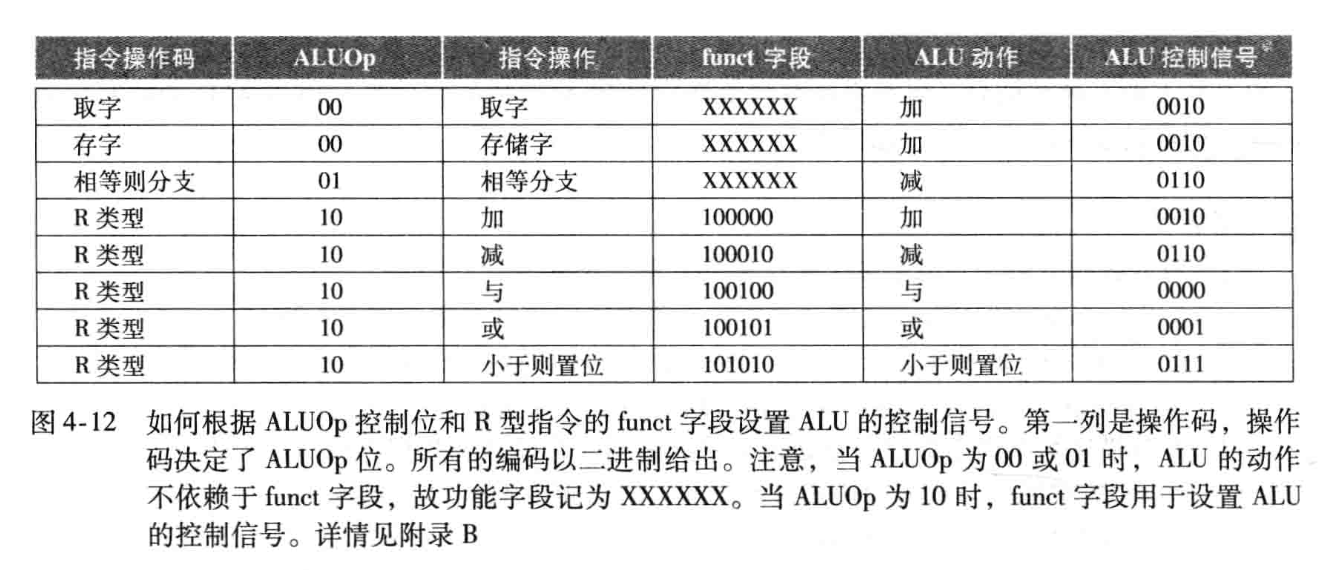 指令操作码 ALUOp 指令操作 funct 字段 ALU 动作 ALU 控制信号
取字 00 取字 XXXXXX 加 0010
存字 00 存储字 XXXXXX 加 0010
相等则分支 01 相等分支 XXXXXX 减 0110
R 类型 10 加 100000 加 0010
R 类型 10 减 100010 减 0110
R 类型 10 与 100100 与 0000
R 类型 10 或 100101 或 0001
R 类型 10 小于则置位 101010 小于则置位 0111
图 4-12 如何根据 ALUOp 控制位和 R 型指令的 funct 字段设置 ALU 的控制信号。第一列是操作码，操作
码决定了 ALUOp 位。所有的编码以二进制给出。注意，当 ALUOp 为 00 或 01 时，ALU 的动作
不依赖于 funct 字段，故功能字段记为 XXXXXX。当 ALUOp 为 10 时，funct 字段用于设置 ALU
的控制信号。详情见附录 B